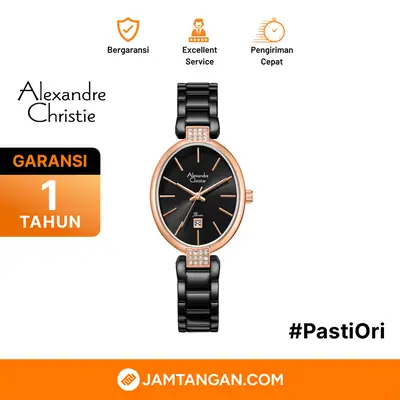 Bergaransi
Excellent
Service
Pengiriman
Cepat
Alexandre
Christie
GARANSI
1
TAHUN
Alexandre
Christie
#PastiOri
JAMTANGAN.COM